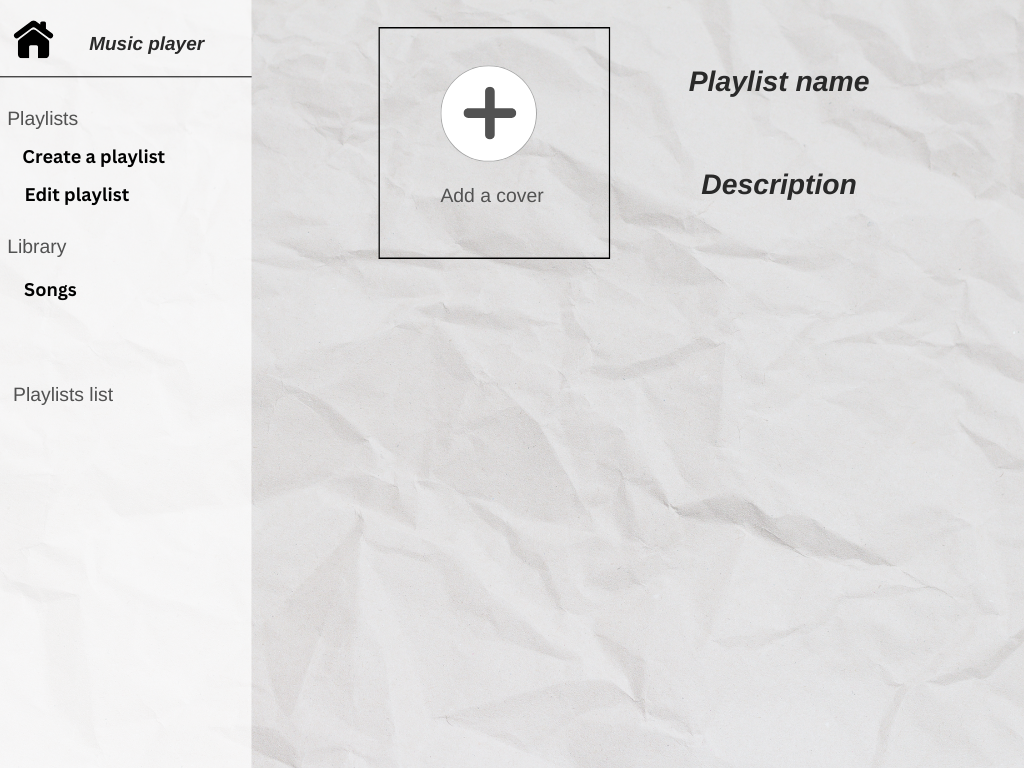 Music player
Playlists
Create a playlist
Edit playlist
Library
Songs
Playlists list
Add a cover
Playlist name
Description